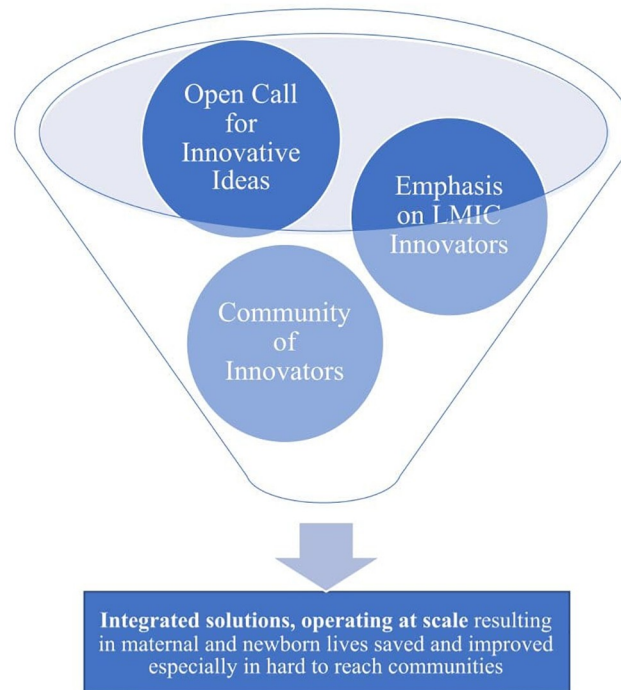 Open Call
for
Innovative
Ideas
Emphasis
on LMIC
Innovators
Community
of
Innovators
Integrated solutions, operating at scale resulting
in maternal and newborn lives saved and improved
especially in hard to reach communities